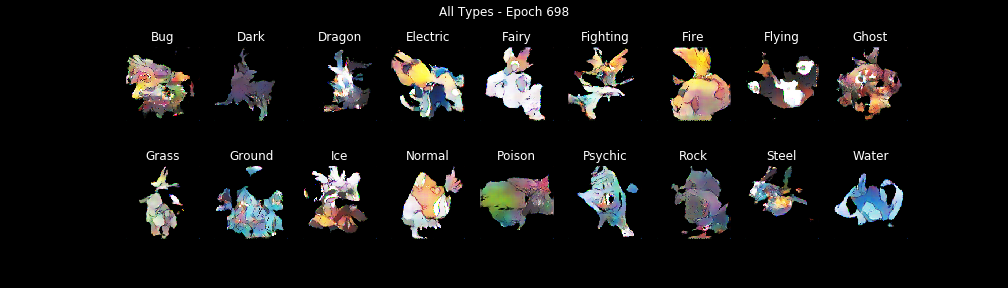 All Types - Epoch 698
Bug Dark Dragon Electric Fairy Fighting Fire Flying Ghost
Grass Ground Ice Normal Poison Psychic Rock Steel Water